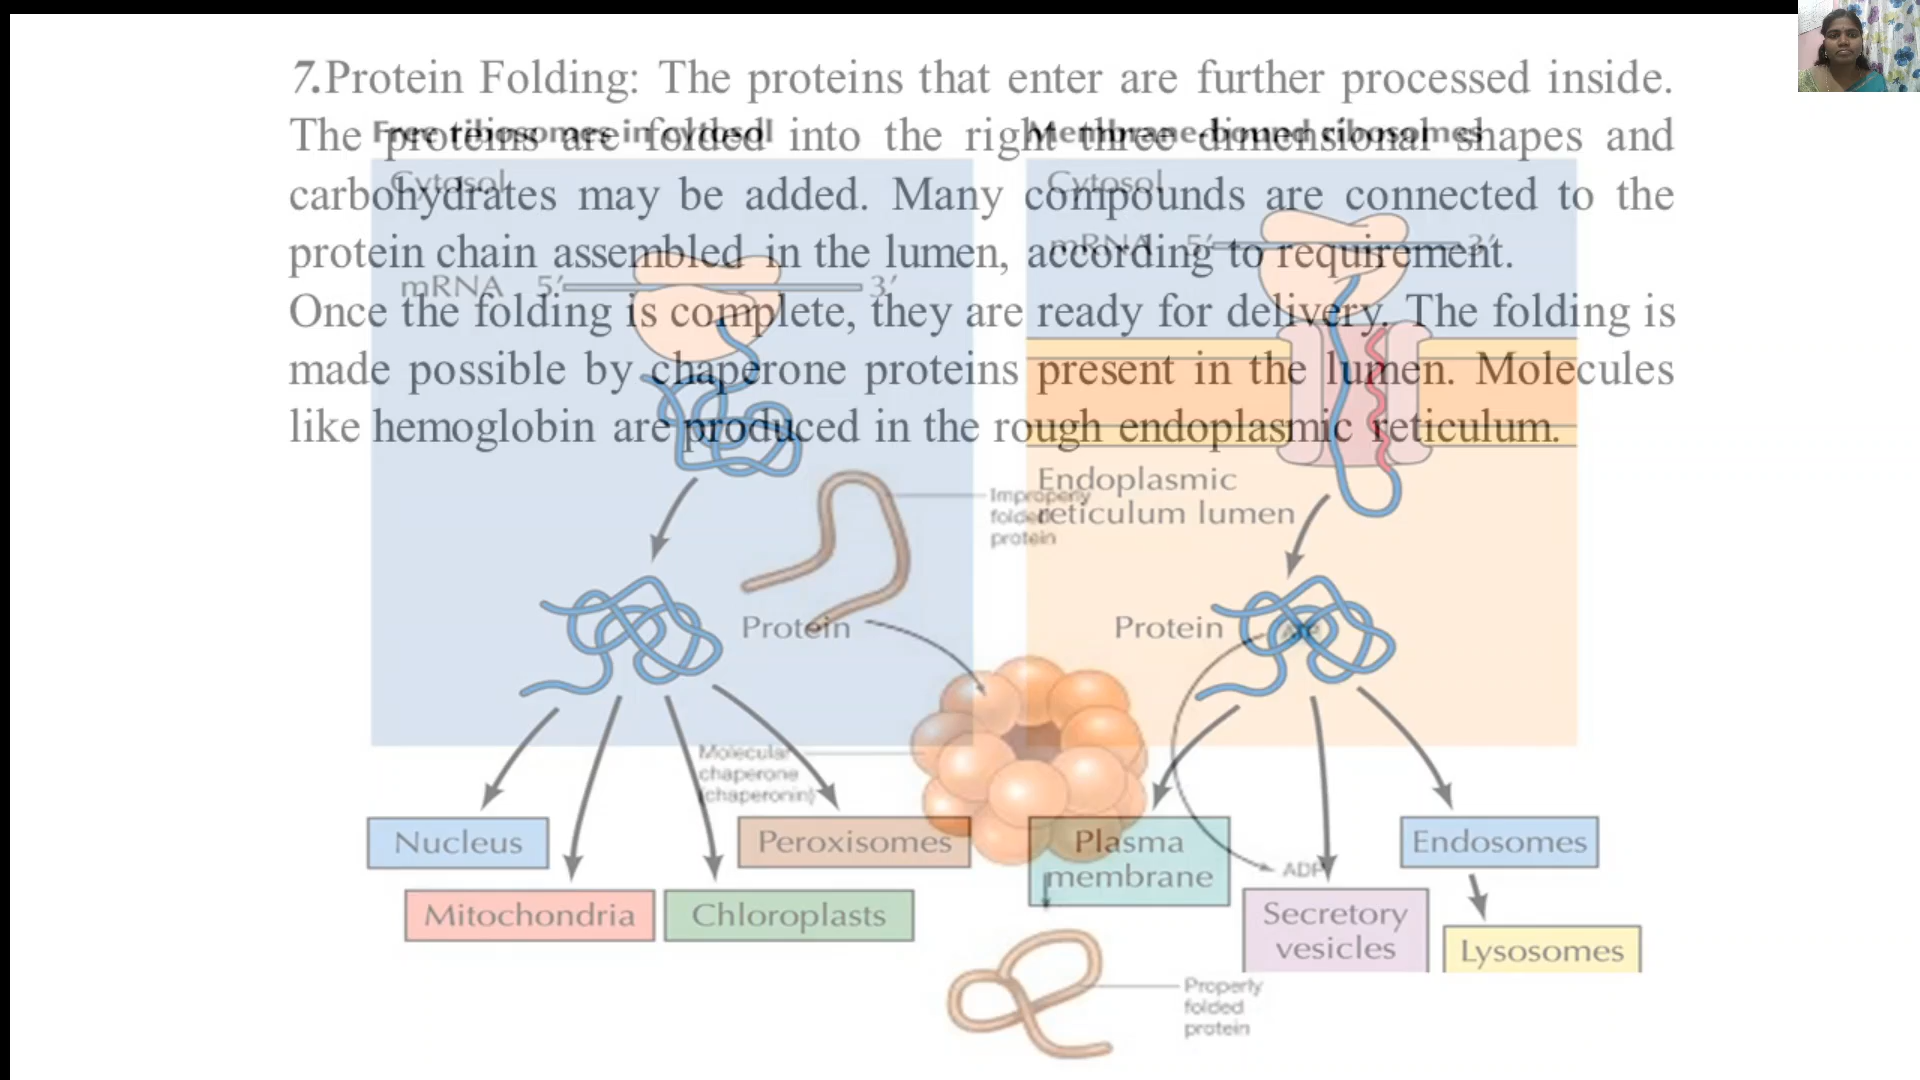 7.Protein Folding: The proteins that enter are further processed inside.
The proteins are folded into the right three dimensional shapes and
carbohydrates may be added. Many compounds are connected to the
protein chain assembled in the lumen, according to requirement.
Once the folding is complete, they are ready for delivery. The folding is
made possible by chaperone proteins present in the lumen. Molecules
like hemoglobin are produced in the rough endoplasmic reticulum.
Free ribosomes in cytosol
Cytosol
mRNA 5′ 3′
Protein
Nucleus
Mitochondria
Chloroplasts
Peroxisomes
Membrane-bound ribosomes
Cytosol
mRNA 5′ 3′
Endoplasmic
reticulum lumen
Protein
Plasma
membrane
Secretory
vesicles
Endosomes
Lysosomes
Improperly
folded
protein
Molecular
chaperone
(chaperonin)
ATP
ADP
Properly
folded
protein